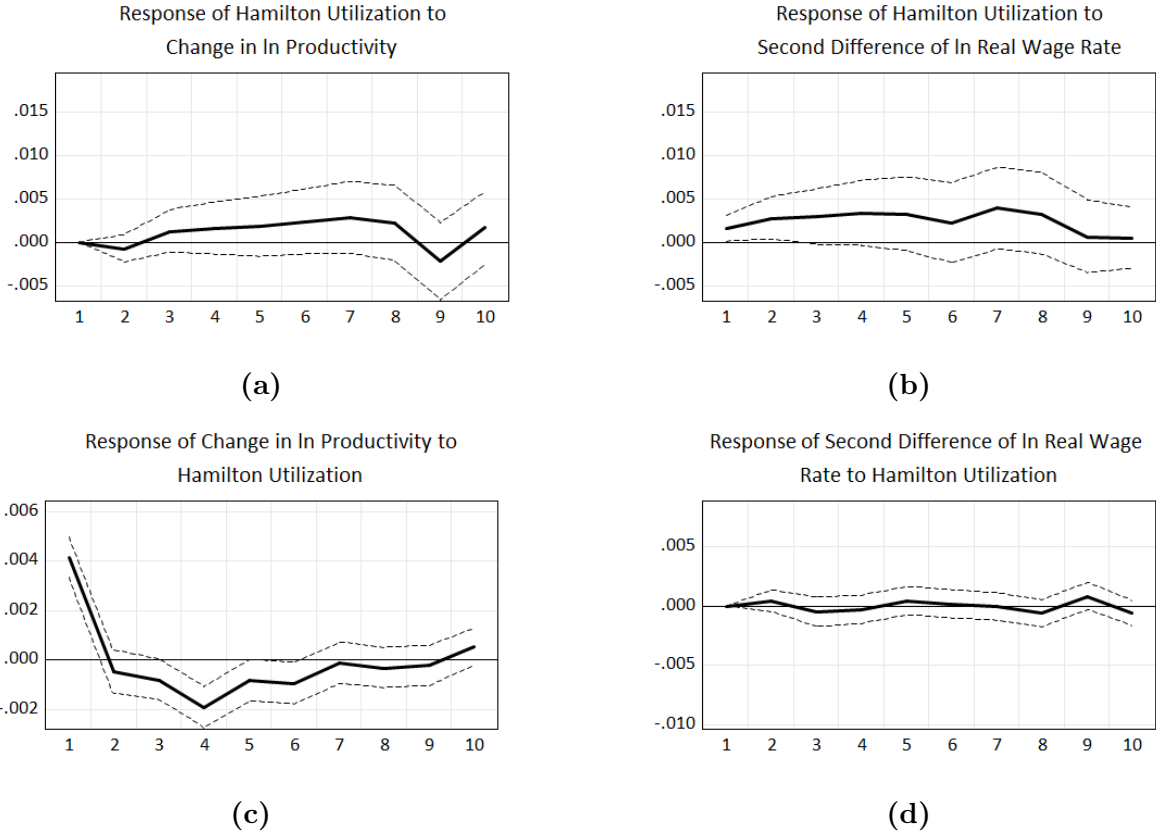 Response of Hamilton Utilization to
Change in ln Productivity
.015
.010
.005
.000
-.005
1 2 3 4 5 6 7 8 9 10
(a)
Response of Hamilton Utilization to
Second Difference of ln Real Wage Rate
.015
.010
.005
.000
-.005
1 2 3 4 5 6 7 8 9 10
(b)
Response of Change in ln Productivity to
Hamilton Utilization
.006
.004
.002
.000
-.002
1 2 3 4 5 6 7 8 9 10
(c)
Response of Second Difference of ln Real Wage
Rate to Hamilton Utilization
.005
.000
-.005
-.010
1 2 3 4 5 6 7 8 9 10
(d)